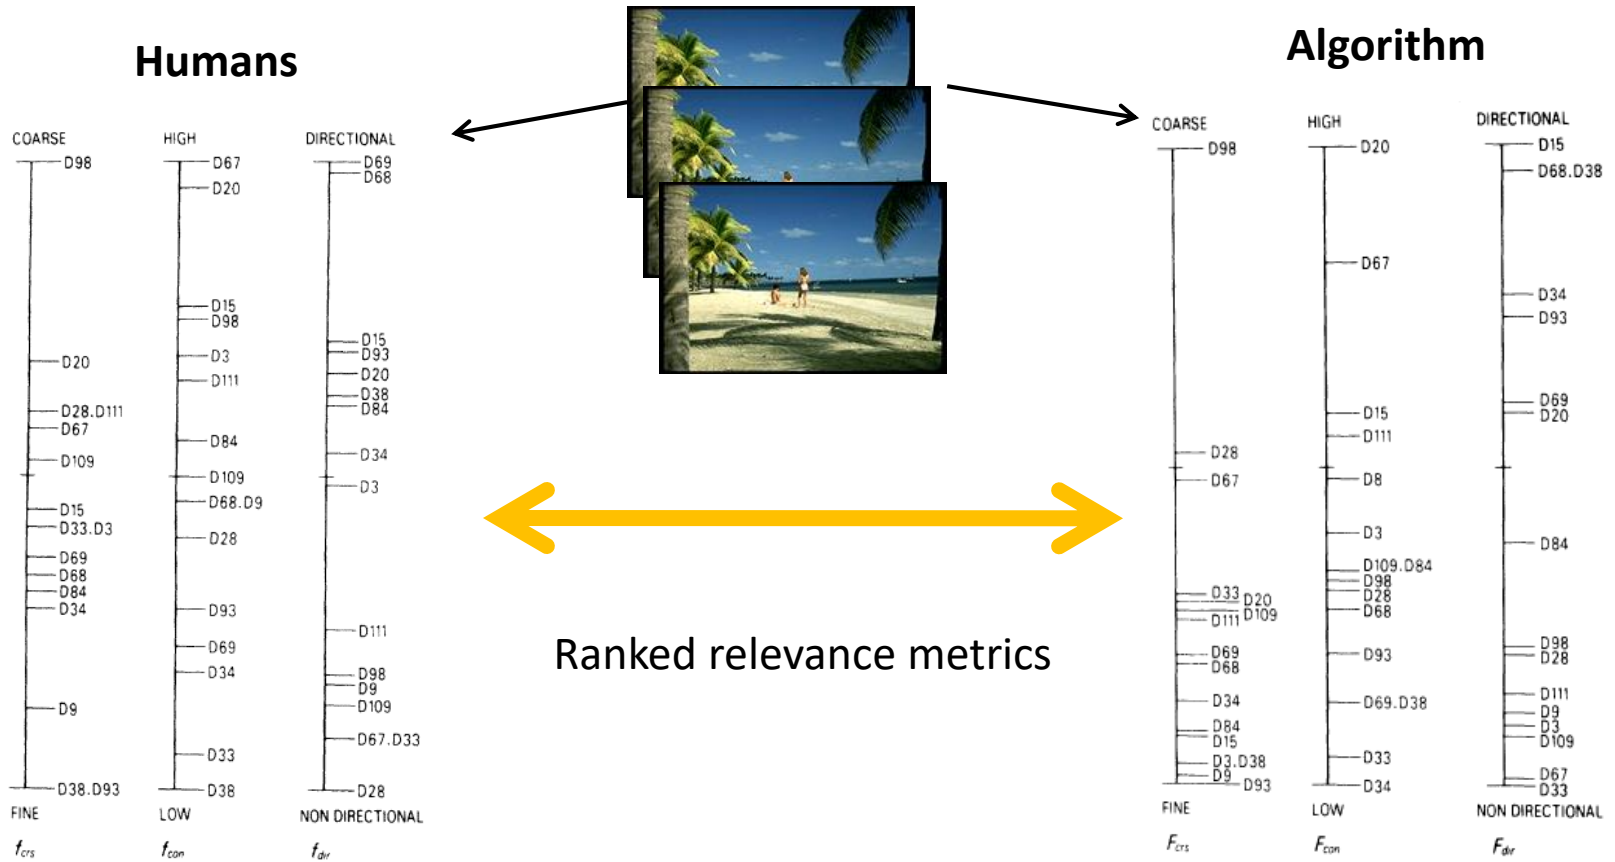 Humans
Algorithm
COARSE
D98
D20
D28.D111
D67
D109
D15
D33.D3
D69
D68
D84
D34
D9
D38.D93
FINE
fcrs
HIGH
D67
D20
D15
D98
D3
D111
D84
D109
D68.D9
D28
D93
D69
D34
D33
D38
LOW
fcon
DIRECTIONAL
D69
D68
D15
D93
D20
D38
D84
D34
D3
D111
D98
D9
D109
D67.D33
D28
NON DIRECTIONAL
fdir
Ranked relevance metrics
COARSE
D98
D28
D67
D33
D20
D109
D111
D69
D68
D34
D84
D15
D3.D38
D9
D93
FINE
Fcrs
HIGH
D20
D67
D15
D111
D8
D3
D109.D84
D98
D28
D68
D93
D69.D38
D33
D34
LOW
Fcon
DIRECTIONAL
D15
D68.D38
D34
D93
D69
D20
D84
D98
D28
D111
D9
D3
D109
D67
D33
NON DIRECTIONAL
Fdir